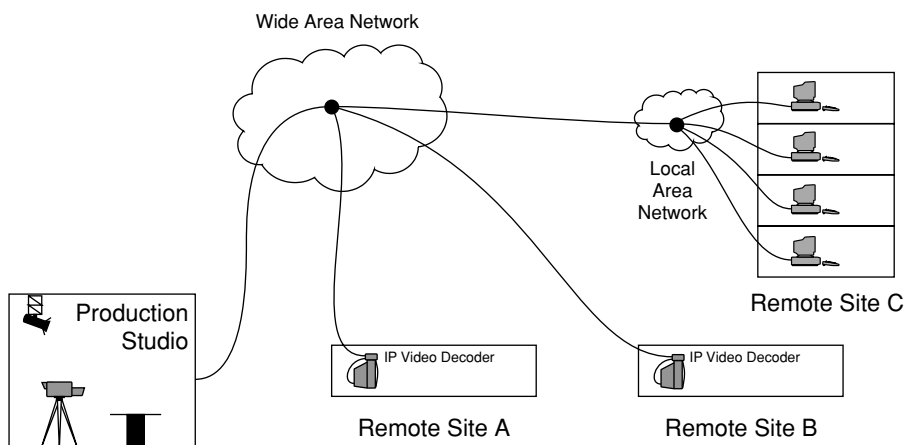 Wide Area Network
Local
Area
Network
Remote Site C
Production
Studio
IP Video Decoder
IP Video Decoder
Remote Site A
Remote Site B